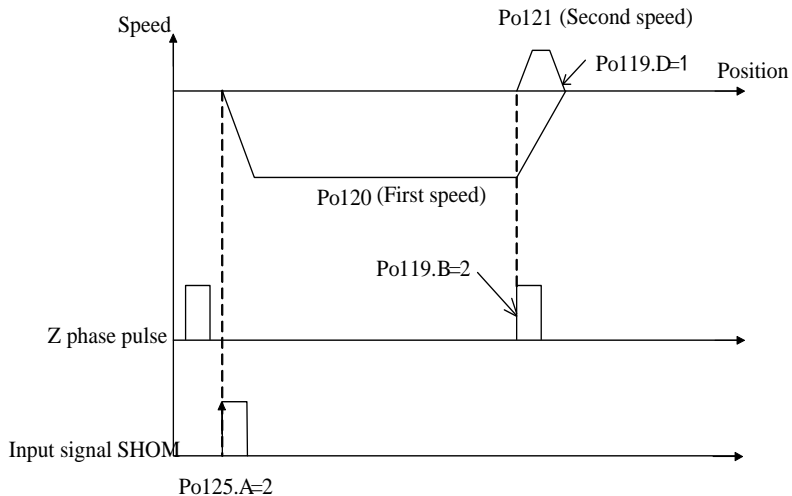 Po121 (Second speed)
Speed
Po119.D=1
Position
Po120 (First speed)
Po119.B=2
Z phase pulse
Input signal SHOM
Po125.A=2